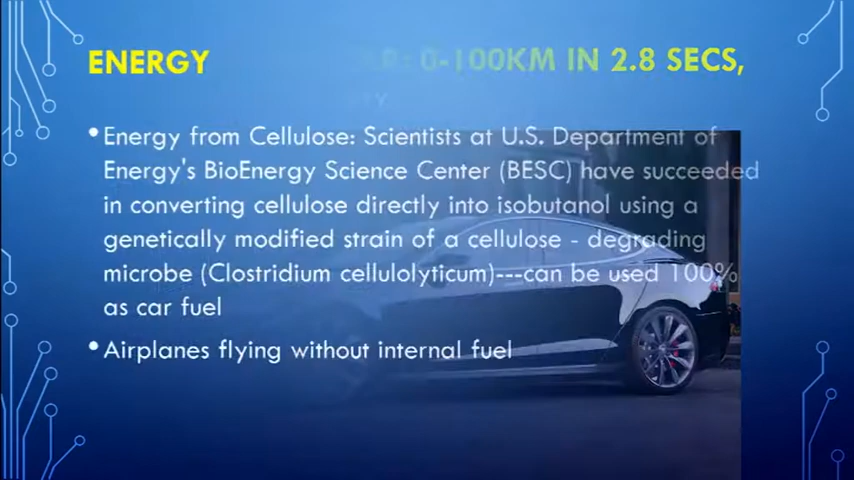 ENERGY
0-100KM IN 2.8 SECS,
•Energy from Cellulose: Scientists at U.S. Department of
Energy's BioEnergy Science Center (BESC) have succeeded
in converting cellulose directly into isobutanol using a
genetically modified strain of a cellulose - degrading
microbe (Clostridium cellulolyticum)---can be used 100%
as car fuel
•Airplanes flying without internal fuel